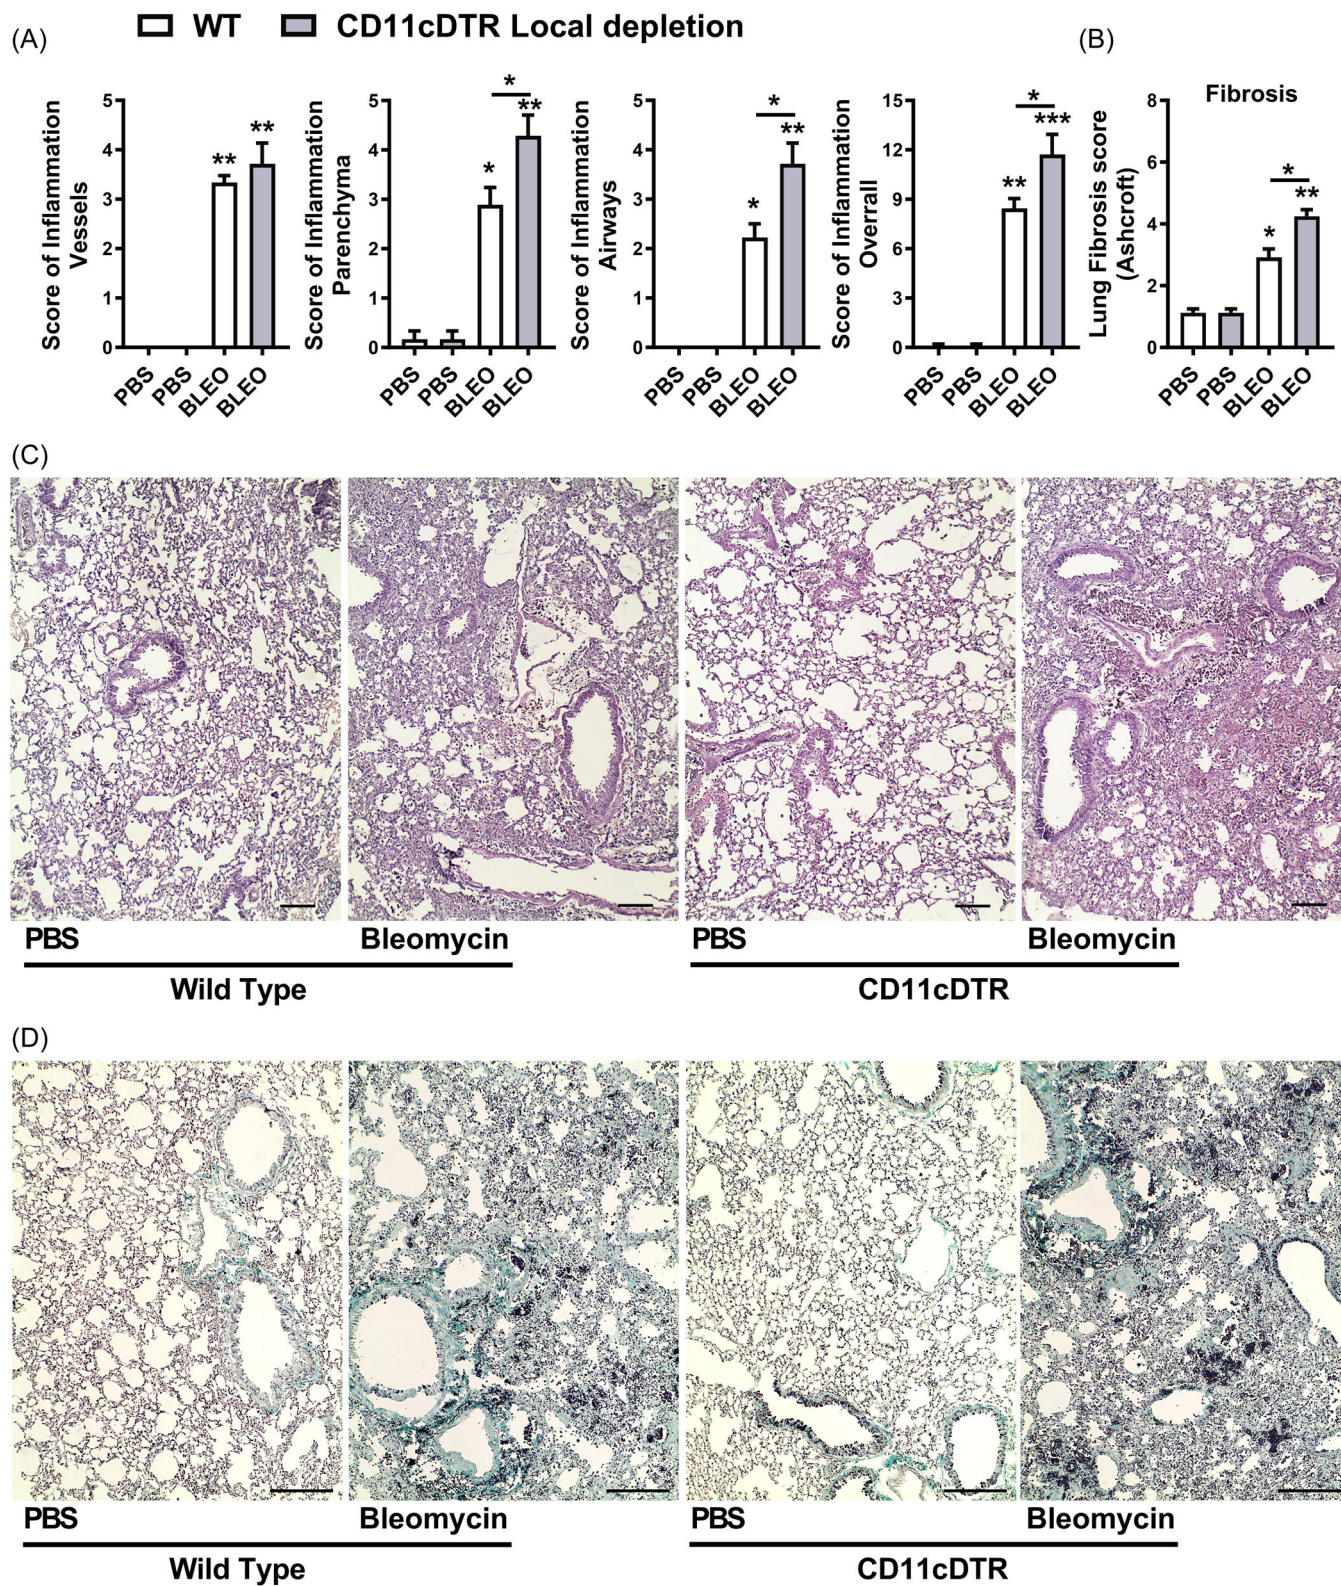 (A)
WT
CD11cDTR Local depletion
(B)
Score of Inflammation
Vessels
5
4
3
2
1
0
**
**
PBS
PBS
BLEO
BLEO
Score of Inflammation
Parenchyma
5
4
3
2
1
0
*
*
**
PBS
PBS
BLEO
BLEO
Score of Inflammation
Airways
5
4
3
2
1
0
*
*
**
PBS
PBS
BLEO
BLEO
Score of Inflammation
Overrall
15
12
9
6
3
0
**
*
***
PBS
PBS
BLEO
BLEO
Fibrosis
Lung Fibrosis score
(Ashcroft)
8
6
4
2
0
*
*
**
PBS
PBS
BLEO
BLEO
(C)
PBS
Bleomycin
PBS
Bleomycin
Wild Type
CD11cDTR
(D)
PBS
Bleomycin
PBS
Bleomycin
Wild Type
CD11cDTR